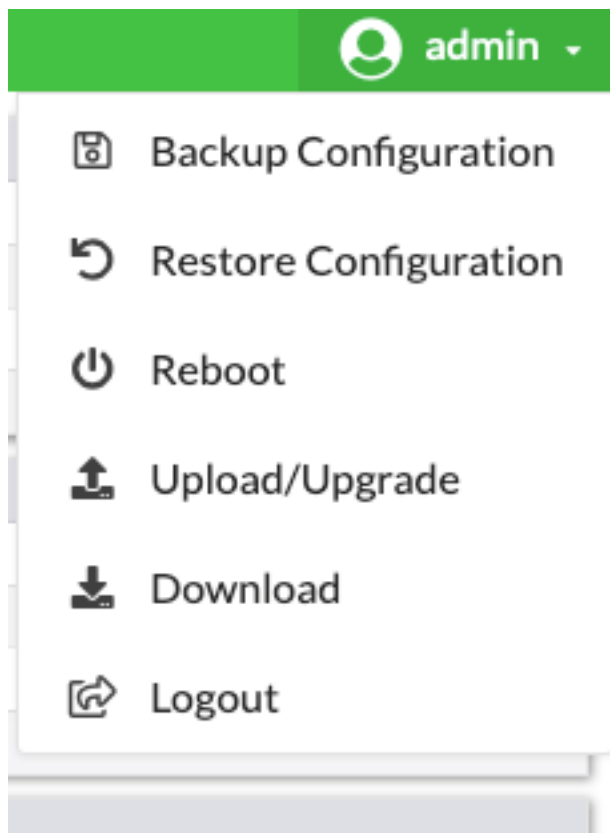 admin
Backup Configuration
Restore Configuration
Reboot
Upload/Upgrade
Download
Logout